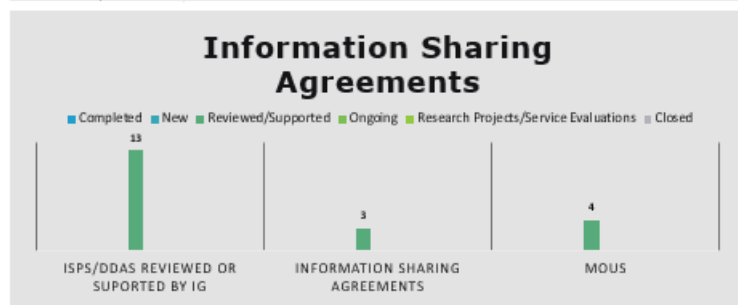 Information Sharing
Agreements
Completed New Reviewed/Supported Ongoing Research Projects/Service Evaluations Closed
13
3
4
ISPS/DDAS REVIEWED OR
SUPORTED BY IG
INFORMATION SHARING
AGREEMENTS
MOUS